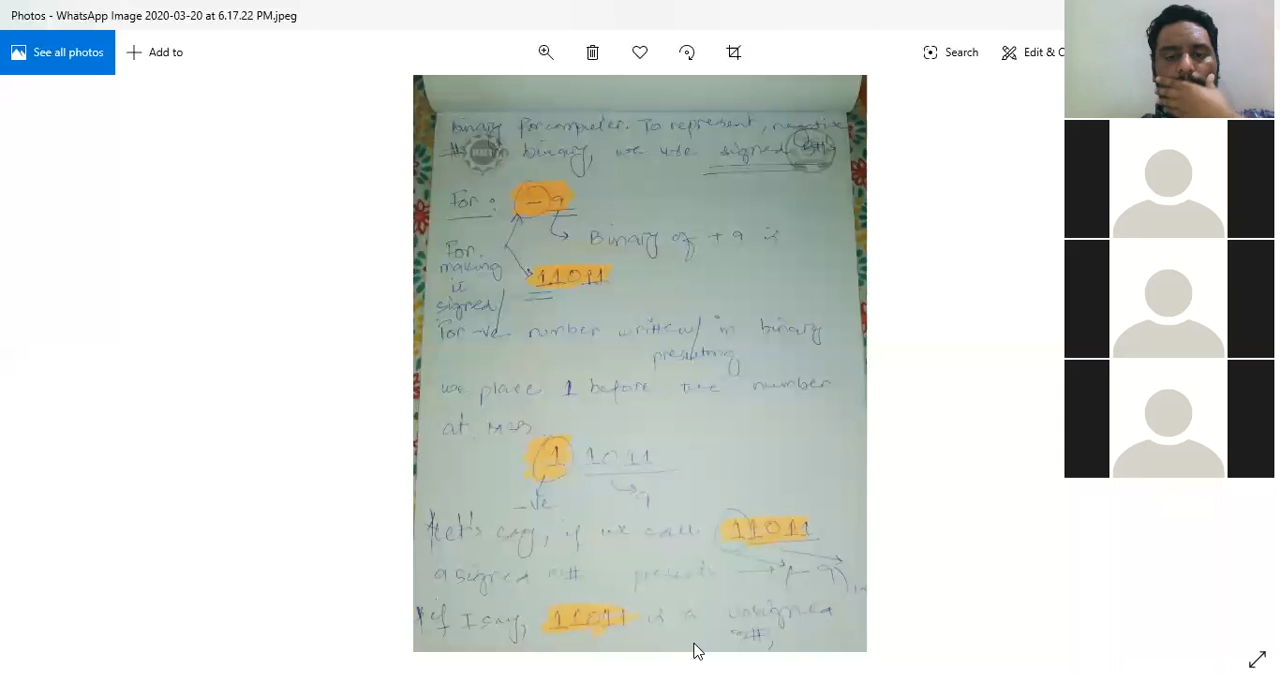 Photos - WhatsApp Image 2020-03-20 at 6.17.22 PM.jpeg
See all photos
Add to
Search
Edit & C
binary for computer. To represent, negative
in binary, we use signed
For: -9
Binary of + 9 is
For
making
it
signed/
11011
For -ve number written/ in binary
we place 1 before the number
at MSB
1 1011
-ve 9
let's say, if we call 11011
a signed
if I say, 11011 is a unsigned